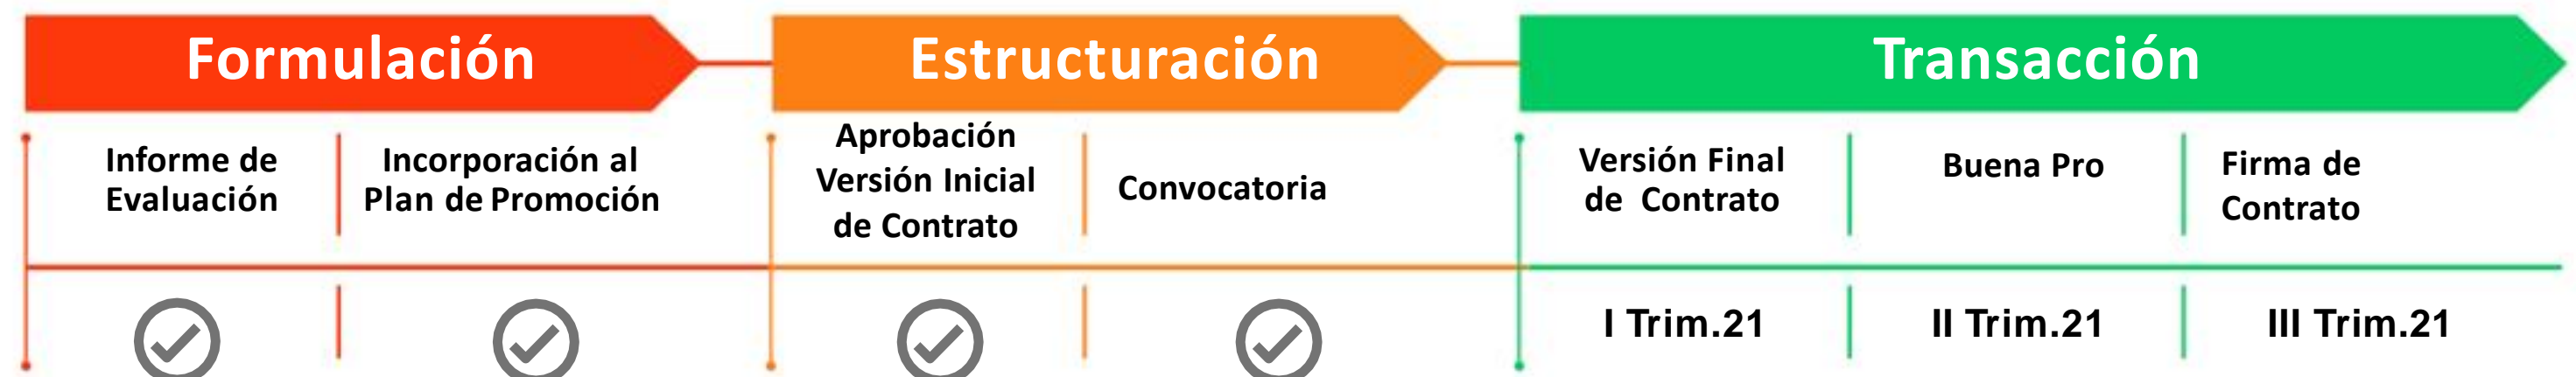 Formulación
Estructuración
Transacción
Informe de
Evaluación
Incorporación al
Plan de Promoción
Aprobación
Versión Inicial
de Contrato
Convocatoria
Versión Final
de Contrato
Buena Pro
Firma de
Contrato
I Trim.21
II Trim.21
III Trim.21